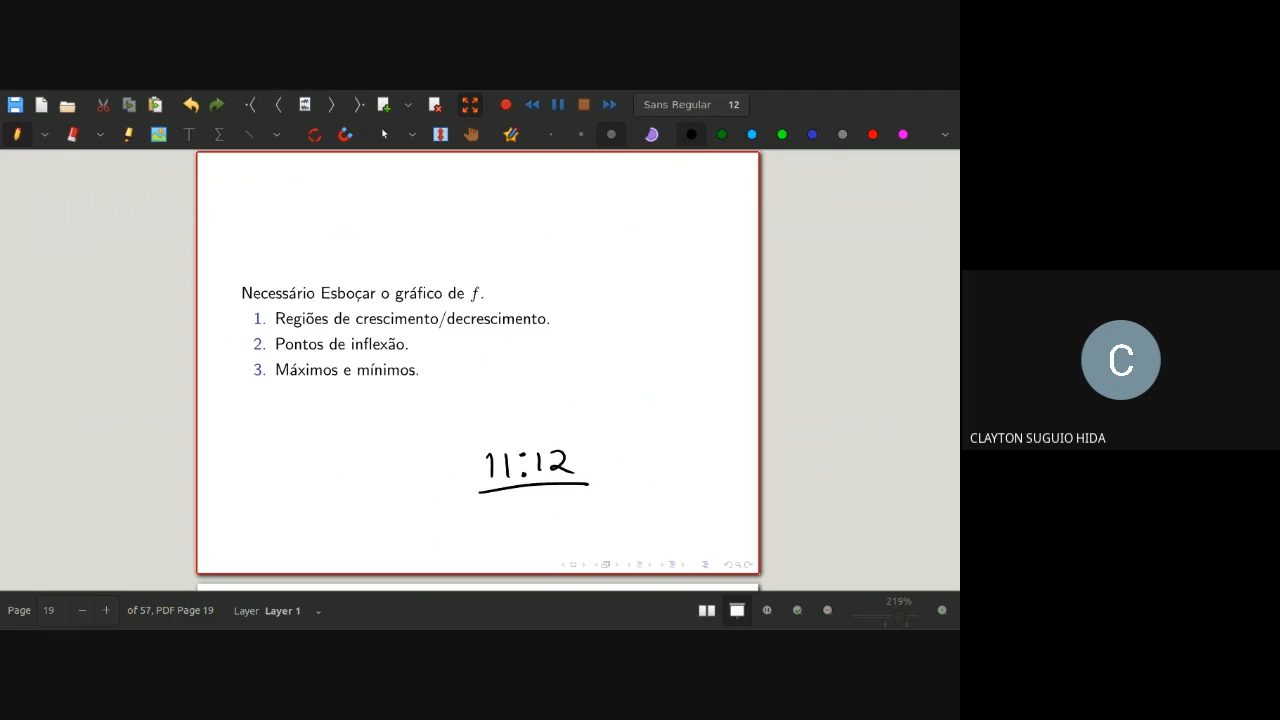 Sans Regular 12
Necessário Esboçar o gráfico de f.
1. Regiões de crescimento/decrescimento.
2. Pontos de inflexão.
3. Máximos e mínimos.
11:12
C
CLAYTON SUGUIO HIDA
Page 19 of 57, PDF Page 19 Layer Layer 1 219%